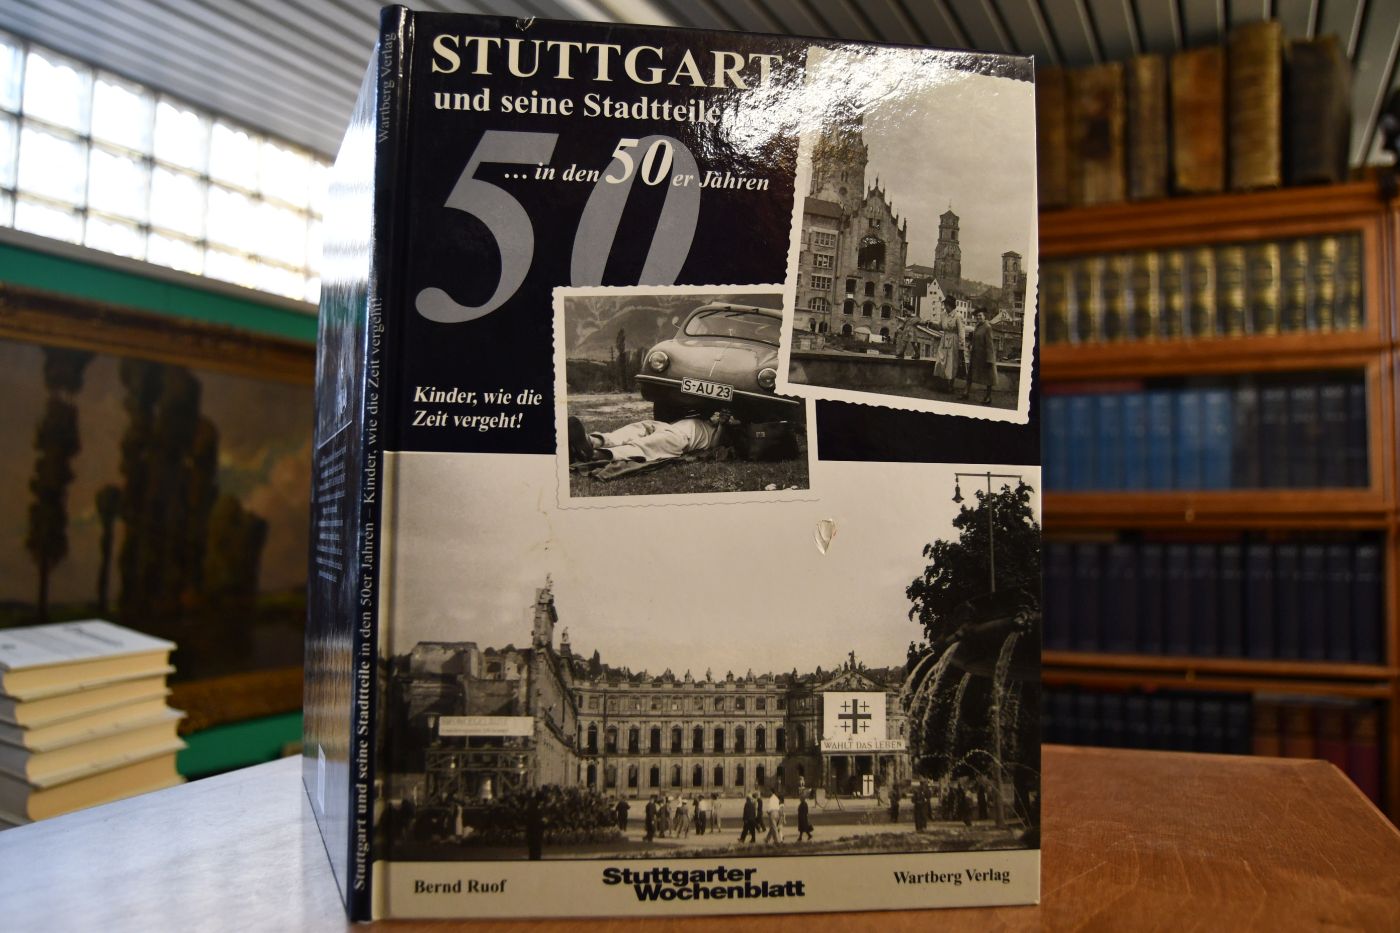 STUTTGART
und seine Stadtteile
50
... in den 50er Jahren
Kinder, wie die
Zeit vergeht!
S-AU 23
WÄHLT DAS LEBEN
Bernd Ruof
Stuttgarter
Wochenblatt
Wartberg Verlag
Stuttgart und seine Stadtteile in den 50er Jahren – Kinder, wie die Zeit vergeht!
Wartberg Verlag